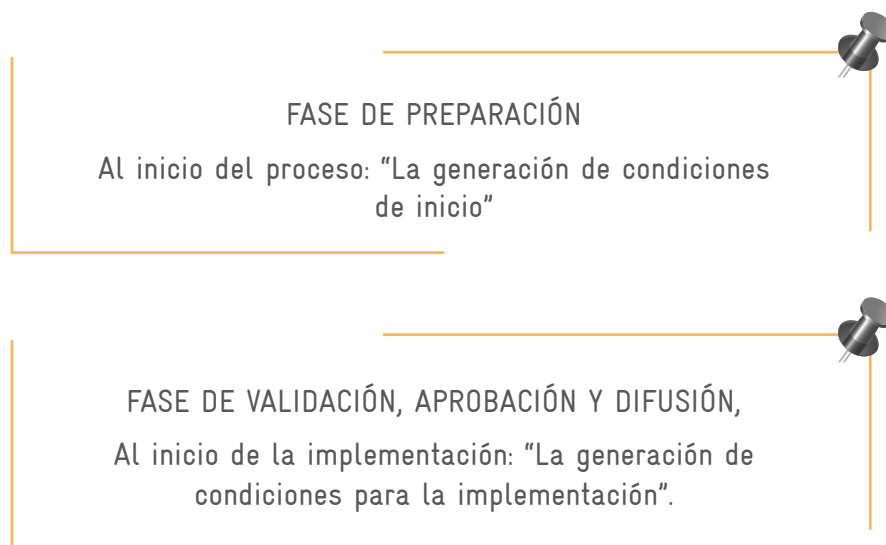 FASE DE PREPARACIÓN
Al inicio del proceso: “La generación de condiciones
de inicio”
FASE DE VALIDACIÓN, APROBACIÓN Y DIFUSIÓN,
Al inicio de la implementación: “La generación de
condiciones para la implementación”.